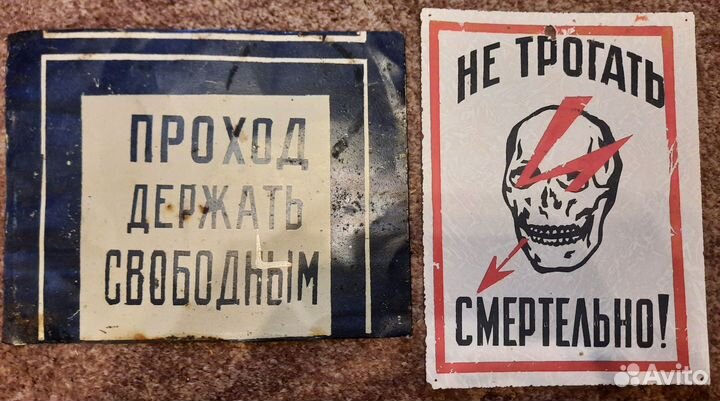 ПРОХОД
ДЕРЖАТЬ
СВОБОДНЫМ
НЕ ТРОГАТЬ
СМЕРТЕЛЬНО!
Avito